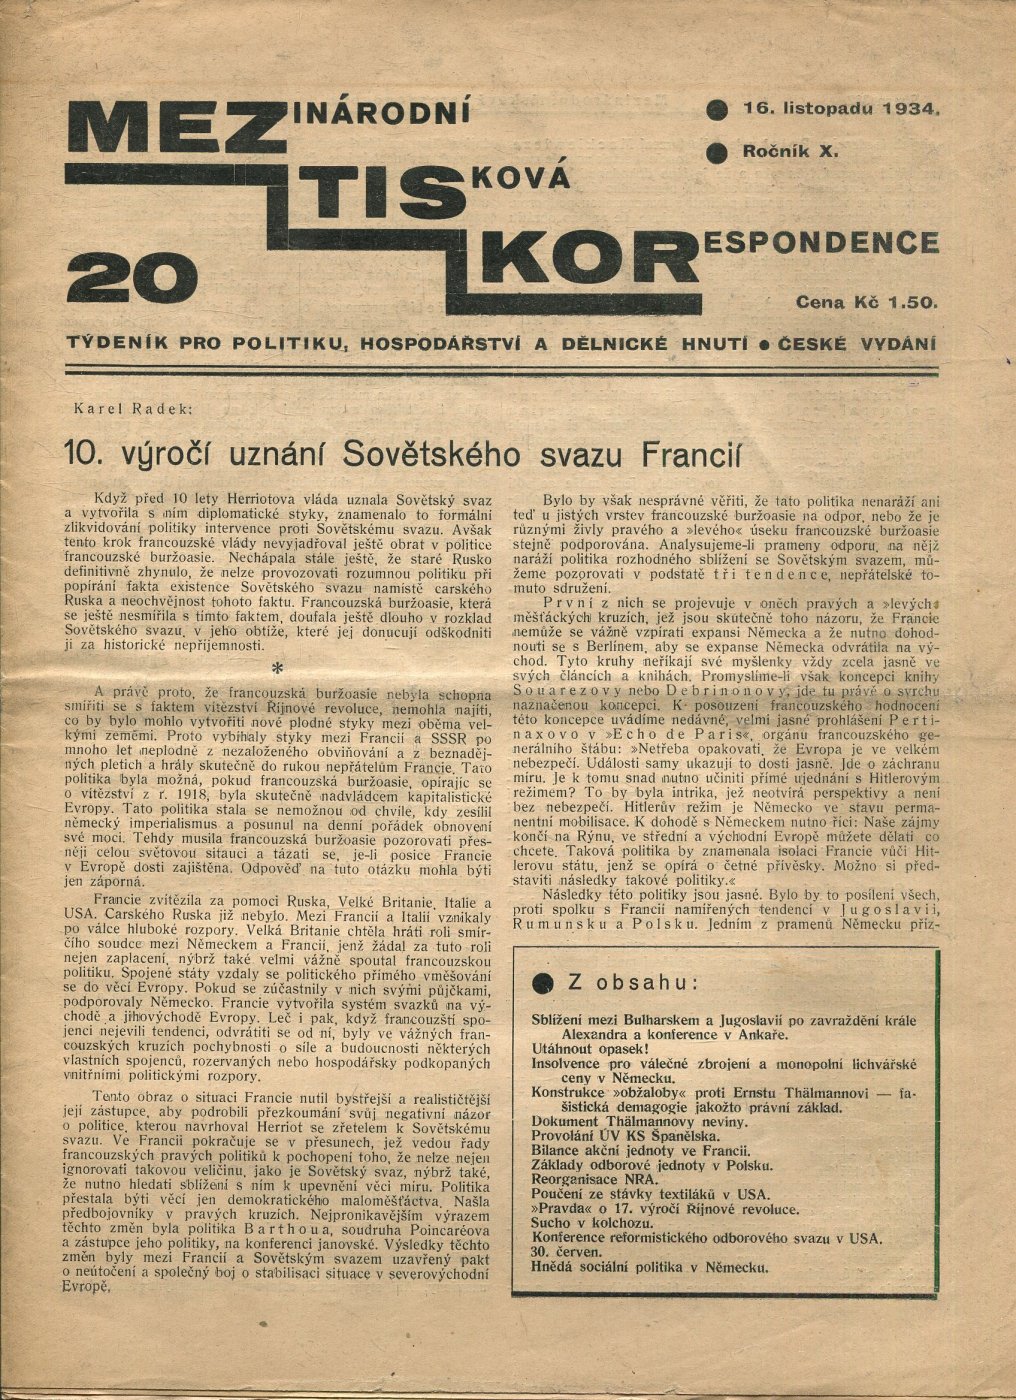 MEZINÁRODNÍ
TISKOVÁ
KORESPONDENCE
20
● 16. listopadu 1934.
● Ročník X.
Cena Kč 1.50.
TÝDENÍK PRO POLITIKU, HOSPODÁŘSTVÍ A DĚLNICKÉ HNUTÍ ● ČESKÉ VYDÁNÍ
Karel Radek:
10. výročí uznání Sovětského svazu Francií
Když před 10 lety Herriotova vláda uznala Sovětský svaz
a vytvořila s ním diplomatické styky, znamenalo to formální
zlikvidování politiky intervence proti Sovětskému svazu. Avšak
tento krok francouzské vlády nevyjadřoval ještě obrat v politice
francouzské buržoasie. Nechápala stále ještě, že staré Rusko
definitivně zhynulo, že nelze provozovati rozumnou politiku při
popírání fakta existence Sovětského svazu namístě carského
Ruska a neochvějnost tohoto faktu. Francouzská buržoasie, která
se ještě nesmířila s tímto faktem, doufala ještě dlouho v rozklad
Sovětského svazu, v jeho obtíže, které jej donucují odškodniti
ji za historické nepříjemnosti.
*
A právě proto, že francouzská buržoasie nebyla schopna
smířiti se s faktem vítězství Říjnové revoluce, nemohla najíti,
co by bylo mohlo vytvořiti nové plodné styky mezi oběma vel-
kými zeměmi. Proto vybíhaly styky mezi Francií a SSSR po
mnoho let neplodně z nezaloženého obviňování a z beznaděj-
ných pletich a hrály skutečně do rukou nepřátelům Francie. Tato
politika byla možná, pokud francouzská buržoasie, opírajíc se
o vítězství z r. 1918, byla skutečně nadvládcem kapitalistické
Evropy. Tato politika stala se nemožnou od chvíle, kdy zesílil
německý imperialismus a posunul na denní pořádek obnovení
své moci. Tehdy musila francouzská buržoasie pozorovati přes-
něji celou světovou situaci a tázati se, je-li posice Francie
v Evropě dosti zajištěna. Odpověď na tuto otázku mohla býti
jen záporná.
Francie zvítězila za pomoci Ruska, Velké Britanie, Italie a
USA. Carského Ruska již nebylo. Mezi Francií a Italií vznikaly
po válce hluboké rozpory. Velká Britanie chtěla hráti roli smír-
čího soudce mezi Německem a Francií, jenž žádal za tuto roli
nejen zaplacení, nýbrž také velmi vážně spoutal francouzskou
politiku. Spojené státy vzdaly se politického přímého vměšování
se do věcí Evropy. Pokud se zúčastnily v nich svými půjčkami,
podporovaly Německo. Francie vytvořila systém svazků na vý-
chodě a jihovýchodě Evropy. Leč i pak, když francouzští spo-
jenci nejevili tendenci, odvrátiti se od ní, byly ve vážných fran-
couzských kruzích pochybnosti o síle a budoucnosti některých
vlastních spojenců, rozervaných nebo hospodářsky podkopaných
vnitřními politickými rozpory.
Tento obraz o situaci Francie nutil bystřejší a realističtější
její zástupce, aby podrobili přezkoumání svůj negativní názor
o politice, kterou navrhoval Herriot se zřetelem k Sovětskému
svazu. Ve Francii pokračuje se v přesunech, jež vedou řady
francouzských pravých politiků k pochopení toho, že nelze nejen
ignorovati takovou veličinu, jako je Sovětský svaz, nýbrž také,
že nutno hledati sblížení s ním k upevnění věci míru. Politika
přestala býti věcí jen demokratického maloměšťáctva. Našla
předbojovníky v pravých kruzích. Nejpronikavějším výrazem
těchto změn byla politika Barthoua, soudruha Poincaréova
a zástupce jeho politiky, na konferenci janovské. Výsledky těchto
změn byly mezi Francií a Sovětským svazem uzavřený pakt
o neútočení a společný boj o stabilisaci situace v severovýchodní
Evropě.
Bylo by však nesprávné věřiti, že tato politika nenaráží ani
teď u jistých vrstev francouzské buržoasie na odpor, nebo že je
různými živly pravého a »levého« úseku francouzské buržoasie
stejně podporována. Analysujeme-li prameny odporu, na nějž
naráží politika rozhodného sblížení se Sovětským svazem, mů-
žeme pozorovati v podstatě tři tendence, nepřátelské to-
muto sdružení.
První z nich se projevuje v oněch pravých a »levých«
měšťáckých kruzích, jež jsou skutečně toho názoru, že Francie
nemůže se vážně vzpírati expansi Německa a že nutno dohod-
nouti se s Berlínem, aby se expanse Německa odvrátila na vý-
chod. Tyto kruhy neříkají své myšlenky vždy zcela jasně ve
svých článcích a knihách. Promyslíme-li však koncepci knihy
Souarezovy nebo Debrinonovy, jde tu právě o svrchu
naznačenou koncepci. K posouzení francouzského hodnocení
této koncepce uvádíme nedávné, velmi jasné prohlášení Perti-
naxovo v »Echo de Paris«, orgánu francouzského ge-
nerálního štábu: »Netřeba opakovati, že Evropa je ve velkém
nebezpečí. Události samy ukazují to dosti jasně. Jde o záchranu
míru. Je k tomu snad nutno učiniti přímé ujednání s Hitlerovým
režimem? To by byla intrika, jež neotvírá perspektivy a není
bez nebezpečí. Hitlerův režim je Německo ve stavu perma-
nentní mobilisace. K dohodě s Německem nutno říci: Naše zájmy
končí na Rýnu, ve střední a východní Evropě můžete dělati co
chcete. Taková politika by znamenala isolaci Francie vůči Hit-
lerovu státu, jenž se opírá o četné přívěsky. Možno si před-
staviti následky takové politiky.«
Následky této politiky jsou jasné. Bylo by to posílení všech,
proti spolku s Francií namířených tendencí v Jugoslavii,
Rumunsku a Polsku. Jedním z pramenů Německu příz-
● Z obsahu:
Sblížení mezi Bulharskem a Jugoslavií po zavraždění krále
Alexandra a konference v Ankaře.
Utáhnout opasek!
Insolvence pro válečné zbrojení a monopolní lichvářské
ceny v Německu.
Konstrukce »obžaloby« proti Ernstu Thälmannovi — fa-
šistická demagogie jakožto právní základ.
Dokument Thälmannovy neviny.
Provolání ÚV KS Španělska.
Bilance akční jednoty ve Francii.
Základy odborové jednoty v Polsku.
Reorganisace NRA.
Poučení ze stávky textiláků v USA.
»Pravda« o 17. výročí Říjnové revoluce.
Sucho v kolchozu.
Konference reformistického odborového svazu v USA.
30. červen.
Hnědá sociální politika v Německu.